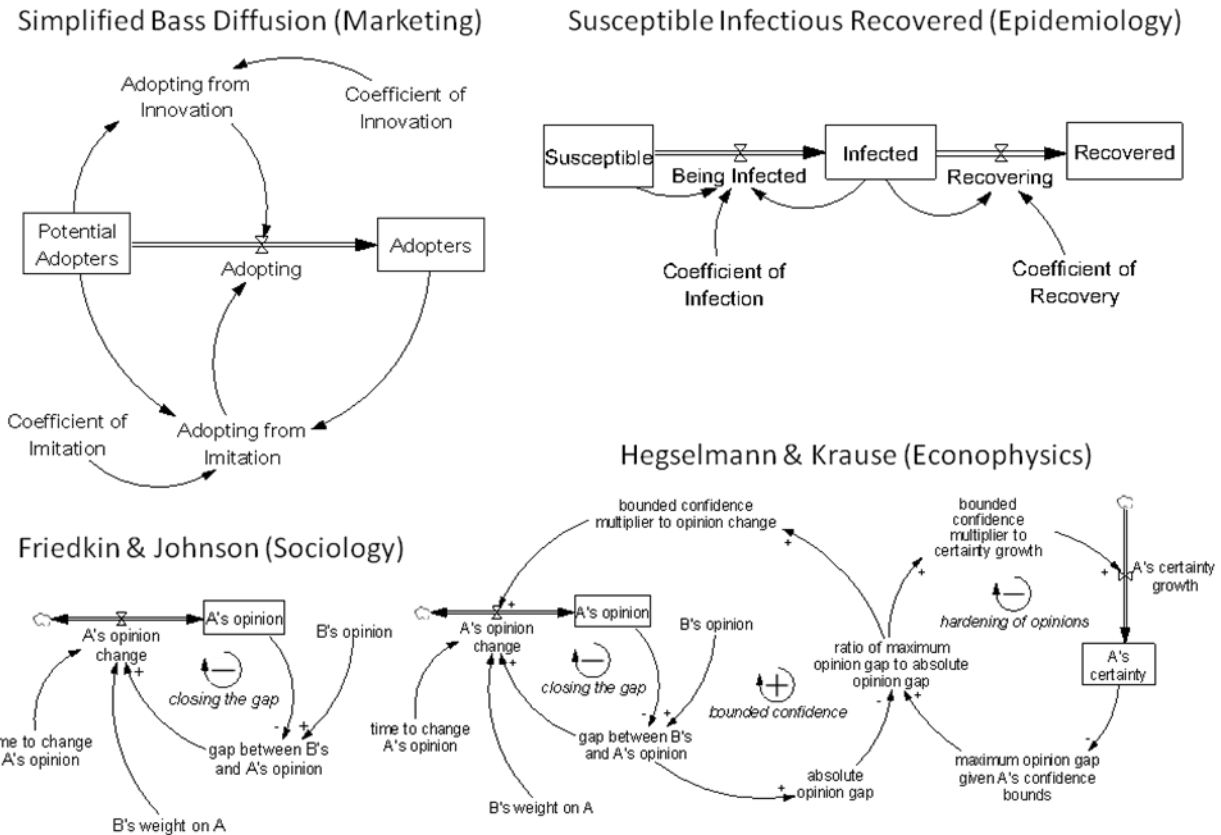 Simplified Bass Diffusion (Marketing)
Adopting from
Innovation
Coefficient of
Innovation
Potential
Adopters
Adopters
Adopting
Coefficient of
Imitation
Adopting from
Imitation
Susceptible Infectious Recovered (Epidemiology)
Susceptible
Infected
Recovered
Being Infected
Recovering
Coefficient of
Infection
Coefficient of
Recovery
Friedkin & Johnson (Sociology)
A's opinion
B's opinion
A's opinion
change
+
−
closing the gap
-
+
me to change
A's opinion
gap between B's
and A's opinion
B's weight on A
Hegselmann & Krause (Econophysics)
bounded confidence
multiplier to opinion change
+
bounded
confidence
multiplier to
certainty growth
+
+
A's certainty
growth
−
hardening of opinions
+
A's opinion
B's opinion
A's opinion
change
+
−
closing the gap
ratio of maximum
opinion gap to absolute
opinion gap
A's
certainty
+
bounded confidence
-
+
-
+
time to change
A's opinion
gap between B's
and A's opinion
-
maximum opinion gap
given A's confidence
bounds
+
absolute
opinion gap
B's weight on A